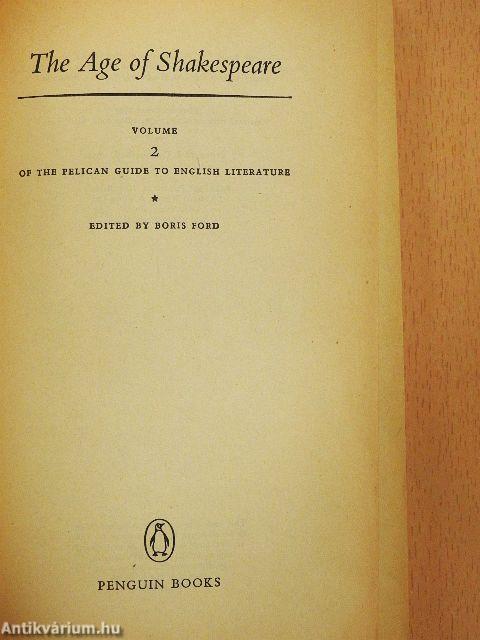 The Age of Shakespeare
VOLUME
2
OF THE PELICAN GUIDE TO ENGLISH LITERATURE
★
EDITED BY BORIS FORD
PENGUIN BOOKS
Antikvárium.hu